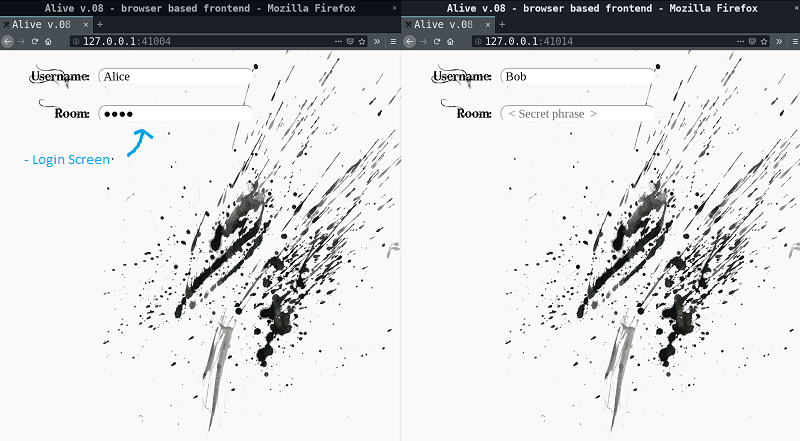 Alive v.08 - browser based frontend - Mozilla Firefox
Alive v.08 - browser based frontend - Mozilla Firefox
Alive v.08
Alive v.08
127.0.0.1:41004
127.0.0.1:41014
Username: Alice
Room: ●●●●
- Login Screen
Username: Bob
Room: < Secret phrase >